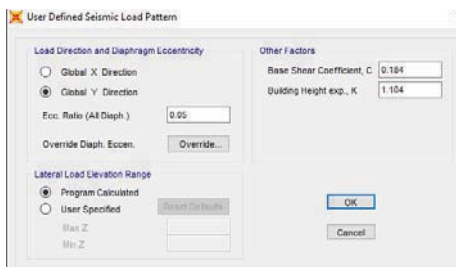 User Defined Seismic Load Pattern
Load Direction and Diaphragm Eccentricity
Global X Direction
Global Y Direction
Ecc. Ratio (All Diaph.) 0.05
Override Diaph. Eccen. Override...
Other Factors
Base Shear Coefficient, C 0.184
Building Height exp., K 1.104
Lateral Load Elevation Range
Program Calculated
User Specified Reset Defaults
Max Z
Min Z
OK
Cancel